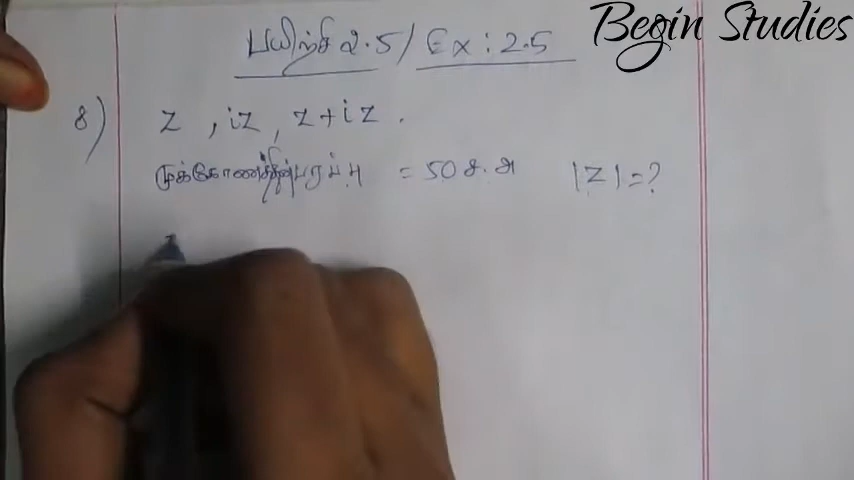 Begin Studies
பயிற்சி 2.5 / Ex : 2.5
8) z , iz , z + iz .
முக்கோணத்தின் பரப்பு = 50 ச. அ |z| = ?